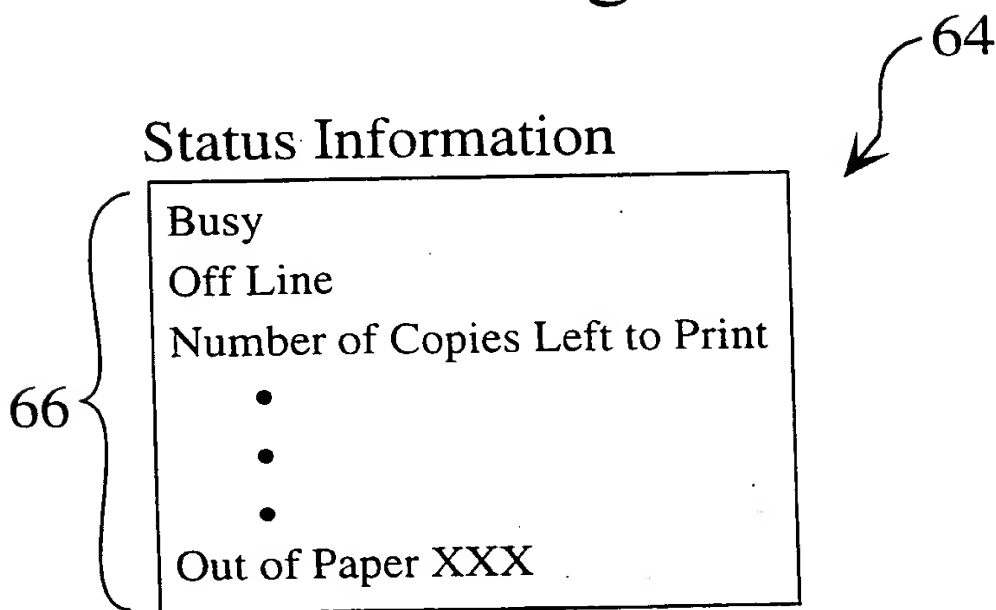 64
Status Information
Busy
Off Line
Number of Copies Left to Print
66
•
•
•
Out of Paper XXX